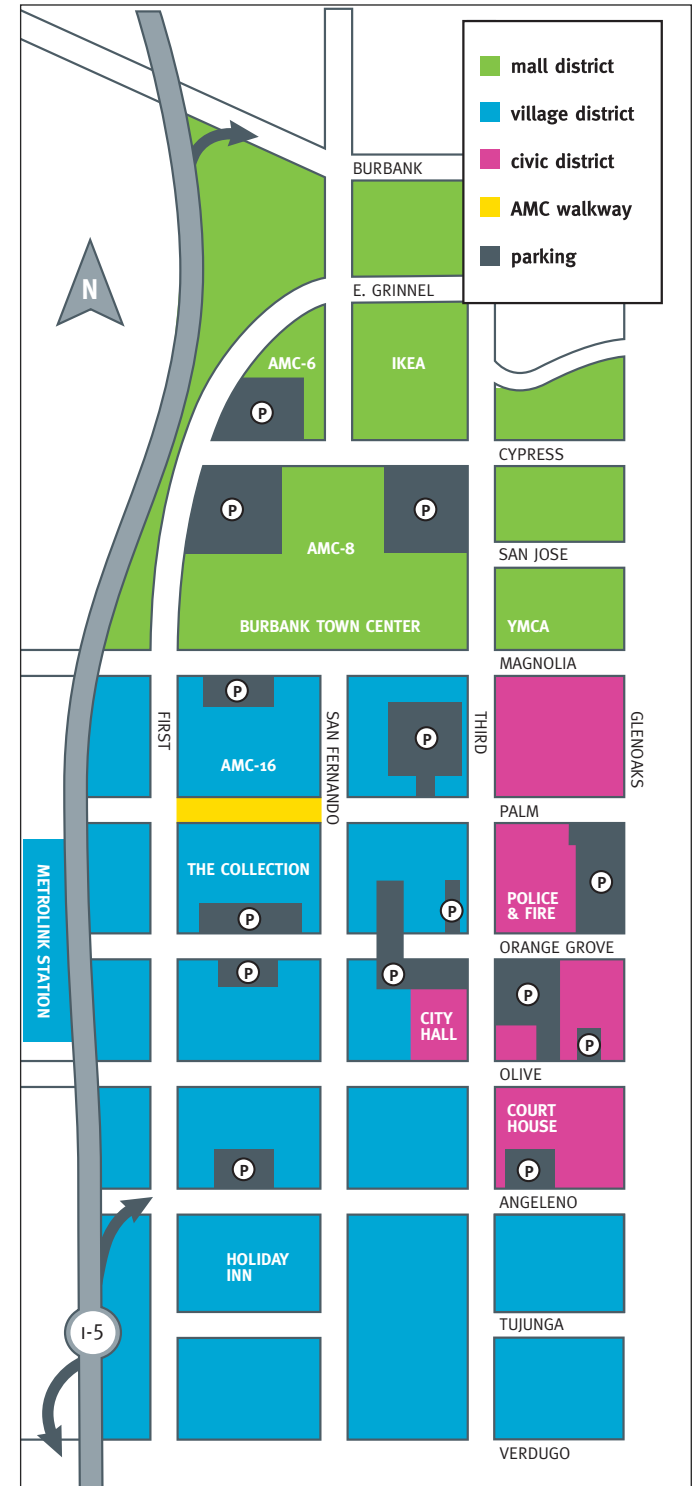 mall district
village district
civic district
AMC walkway
parking
BURBANK
N
E. GRINNEL
AMC-6
IKEA
P
CYPRESS
P
P
AMC-8
SAN JOSE
BURBANK TOWN CENTER
YMCA
MAGNOLIA
P
FIRST
SAN FERNANDO
THIRD
GLENOAKS
P
AMC-16
PALM
METROLINK STATION
THE COLLECTION
P
POLICE
& FIRE
P
P
ORANGE GROVE
P
P
P
CITY
HALL
P
OLIVE
COURT
HOUSE
P
P
ANGELENO
HOLIDAY
INN
I-5
TUJUNGA
VERDUGO